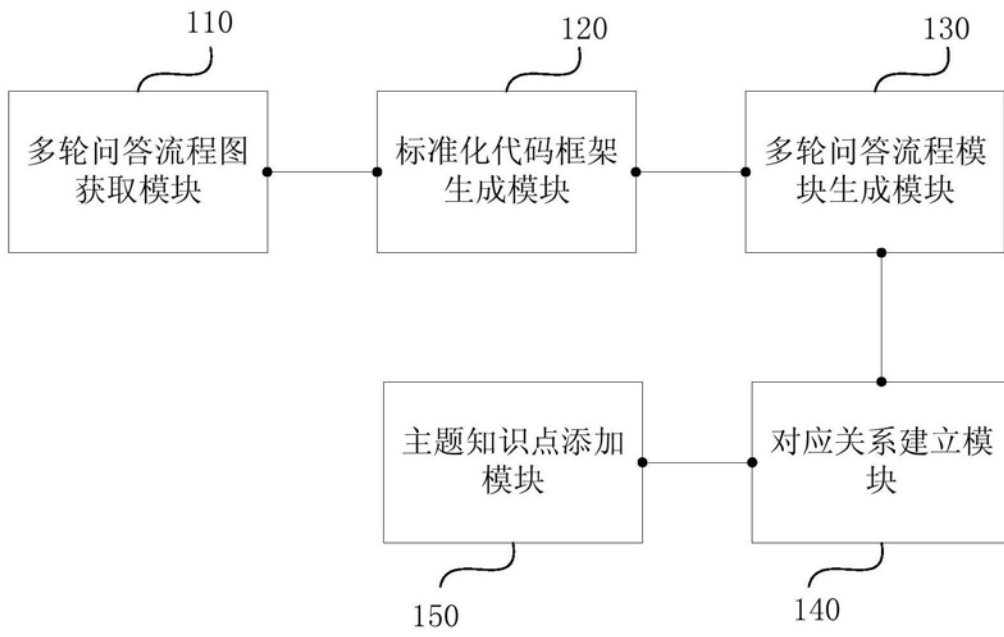 110
120
130
多轮问答流程图
获取模块
标准化代码框架
生成模块
多轮问答流程模
块生成模块
主题知识点添加
模块
对应关系建立模
块
150
140